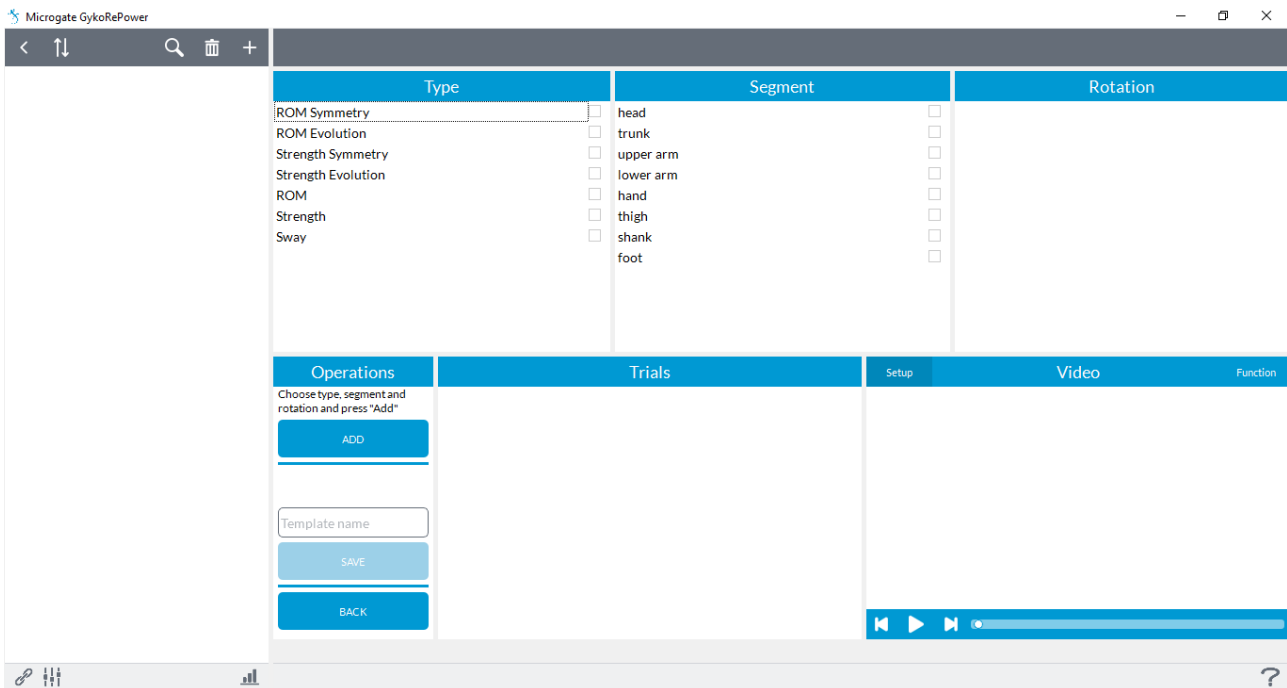 Microgate GykoRePower
Type
Segment
Rotation
ROM Symmetry
ROM Evolution
Strength Symmetry
Strength Evolution
ROM
Strength
Sway
head
trunk
upper arm
lower arm
hand
thigh
shank
foot
Operations
Choose type, segment and
rotation and press "Add"
ADD
Template name
SAVE
BACK
Trials
Setup
Video
Function